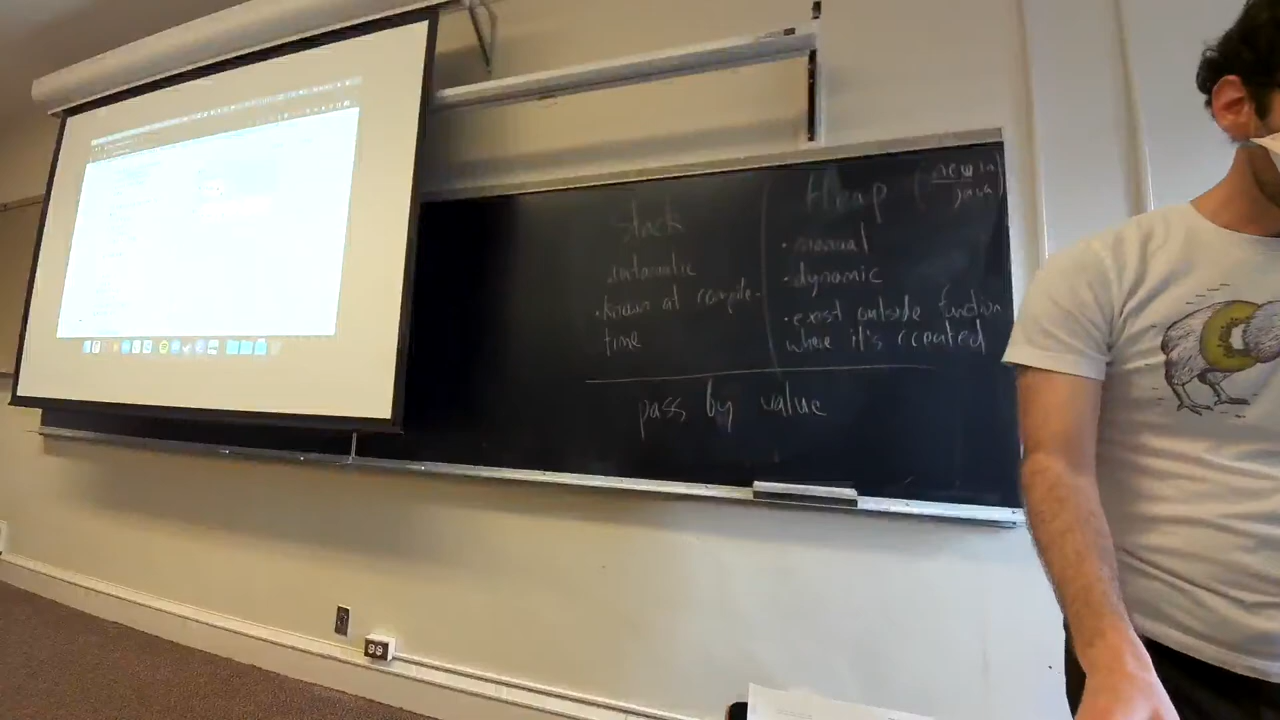 Stack
automatic
• known at compile-
time
Heap (new in
java)
• manual
• dynamic
• exist outside function
where it's created
pass by value